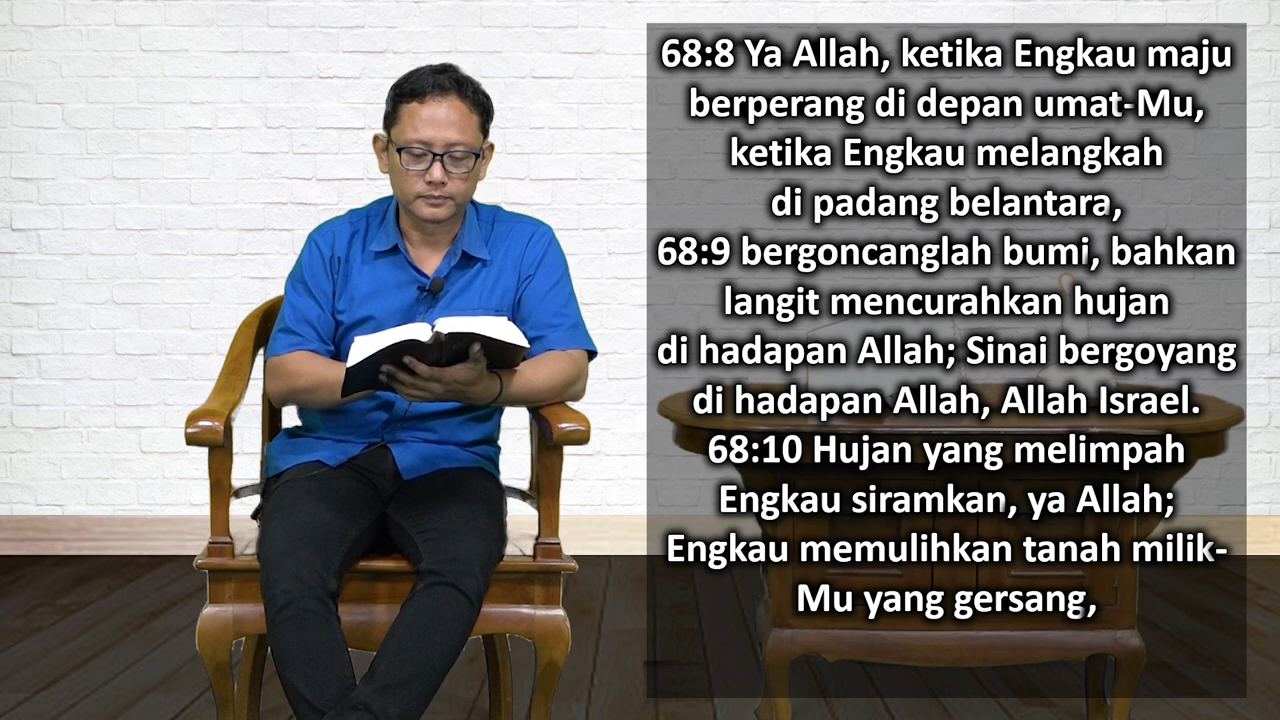 68:8 Ya Allah, ketika Engkau maju
berperang di depan umat-Mu,
ketika Engkau melangkah
di padang belantara,
68:9 bergoncanglah bumi, bahkan
langit mencurahkan hujan
di hadapan Allah; Sinai bergoyang
di hadapan Allah, Allah Israel.
68:10 Hujan yang melimpah
Engkau siramkan, ya Allah;
Engkau memulihkan tanah milik-
Mu yang gersang,